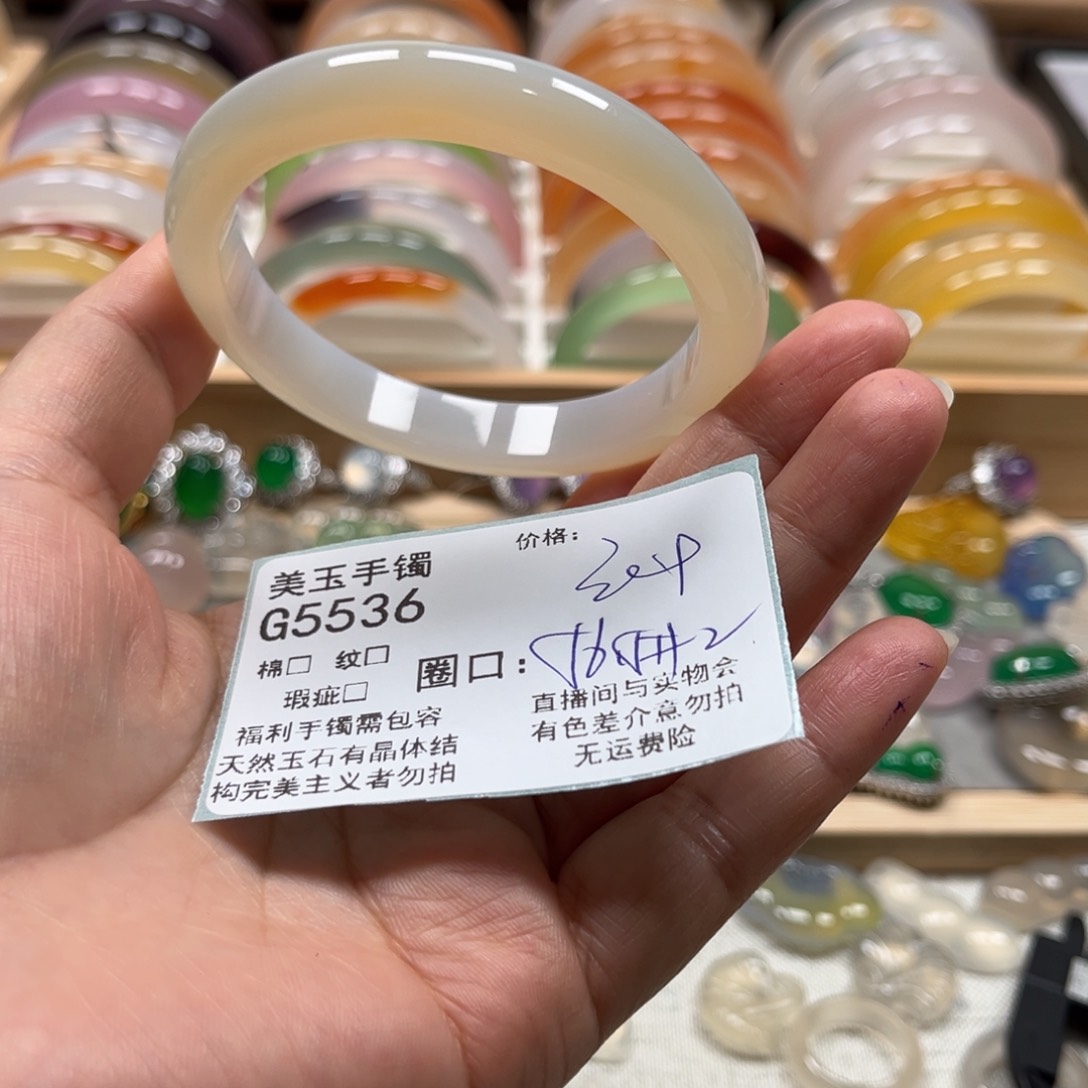 美玉手镯
G5536
价格:
棉□ 纹□
瑕疵□
圈口:
福利手镯需包容
天然玉石有晶体结
构完美主义者勿拍
直播间与实物会
有色差介意勿拍
无运费险